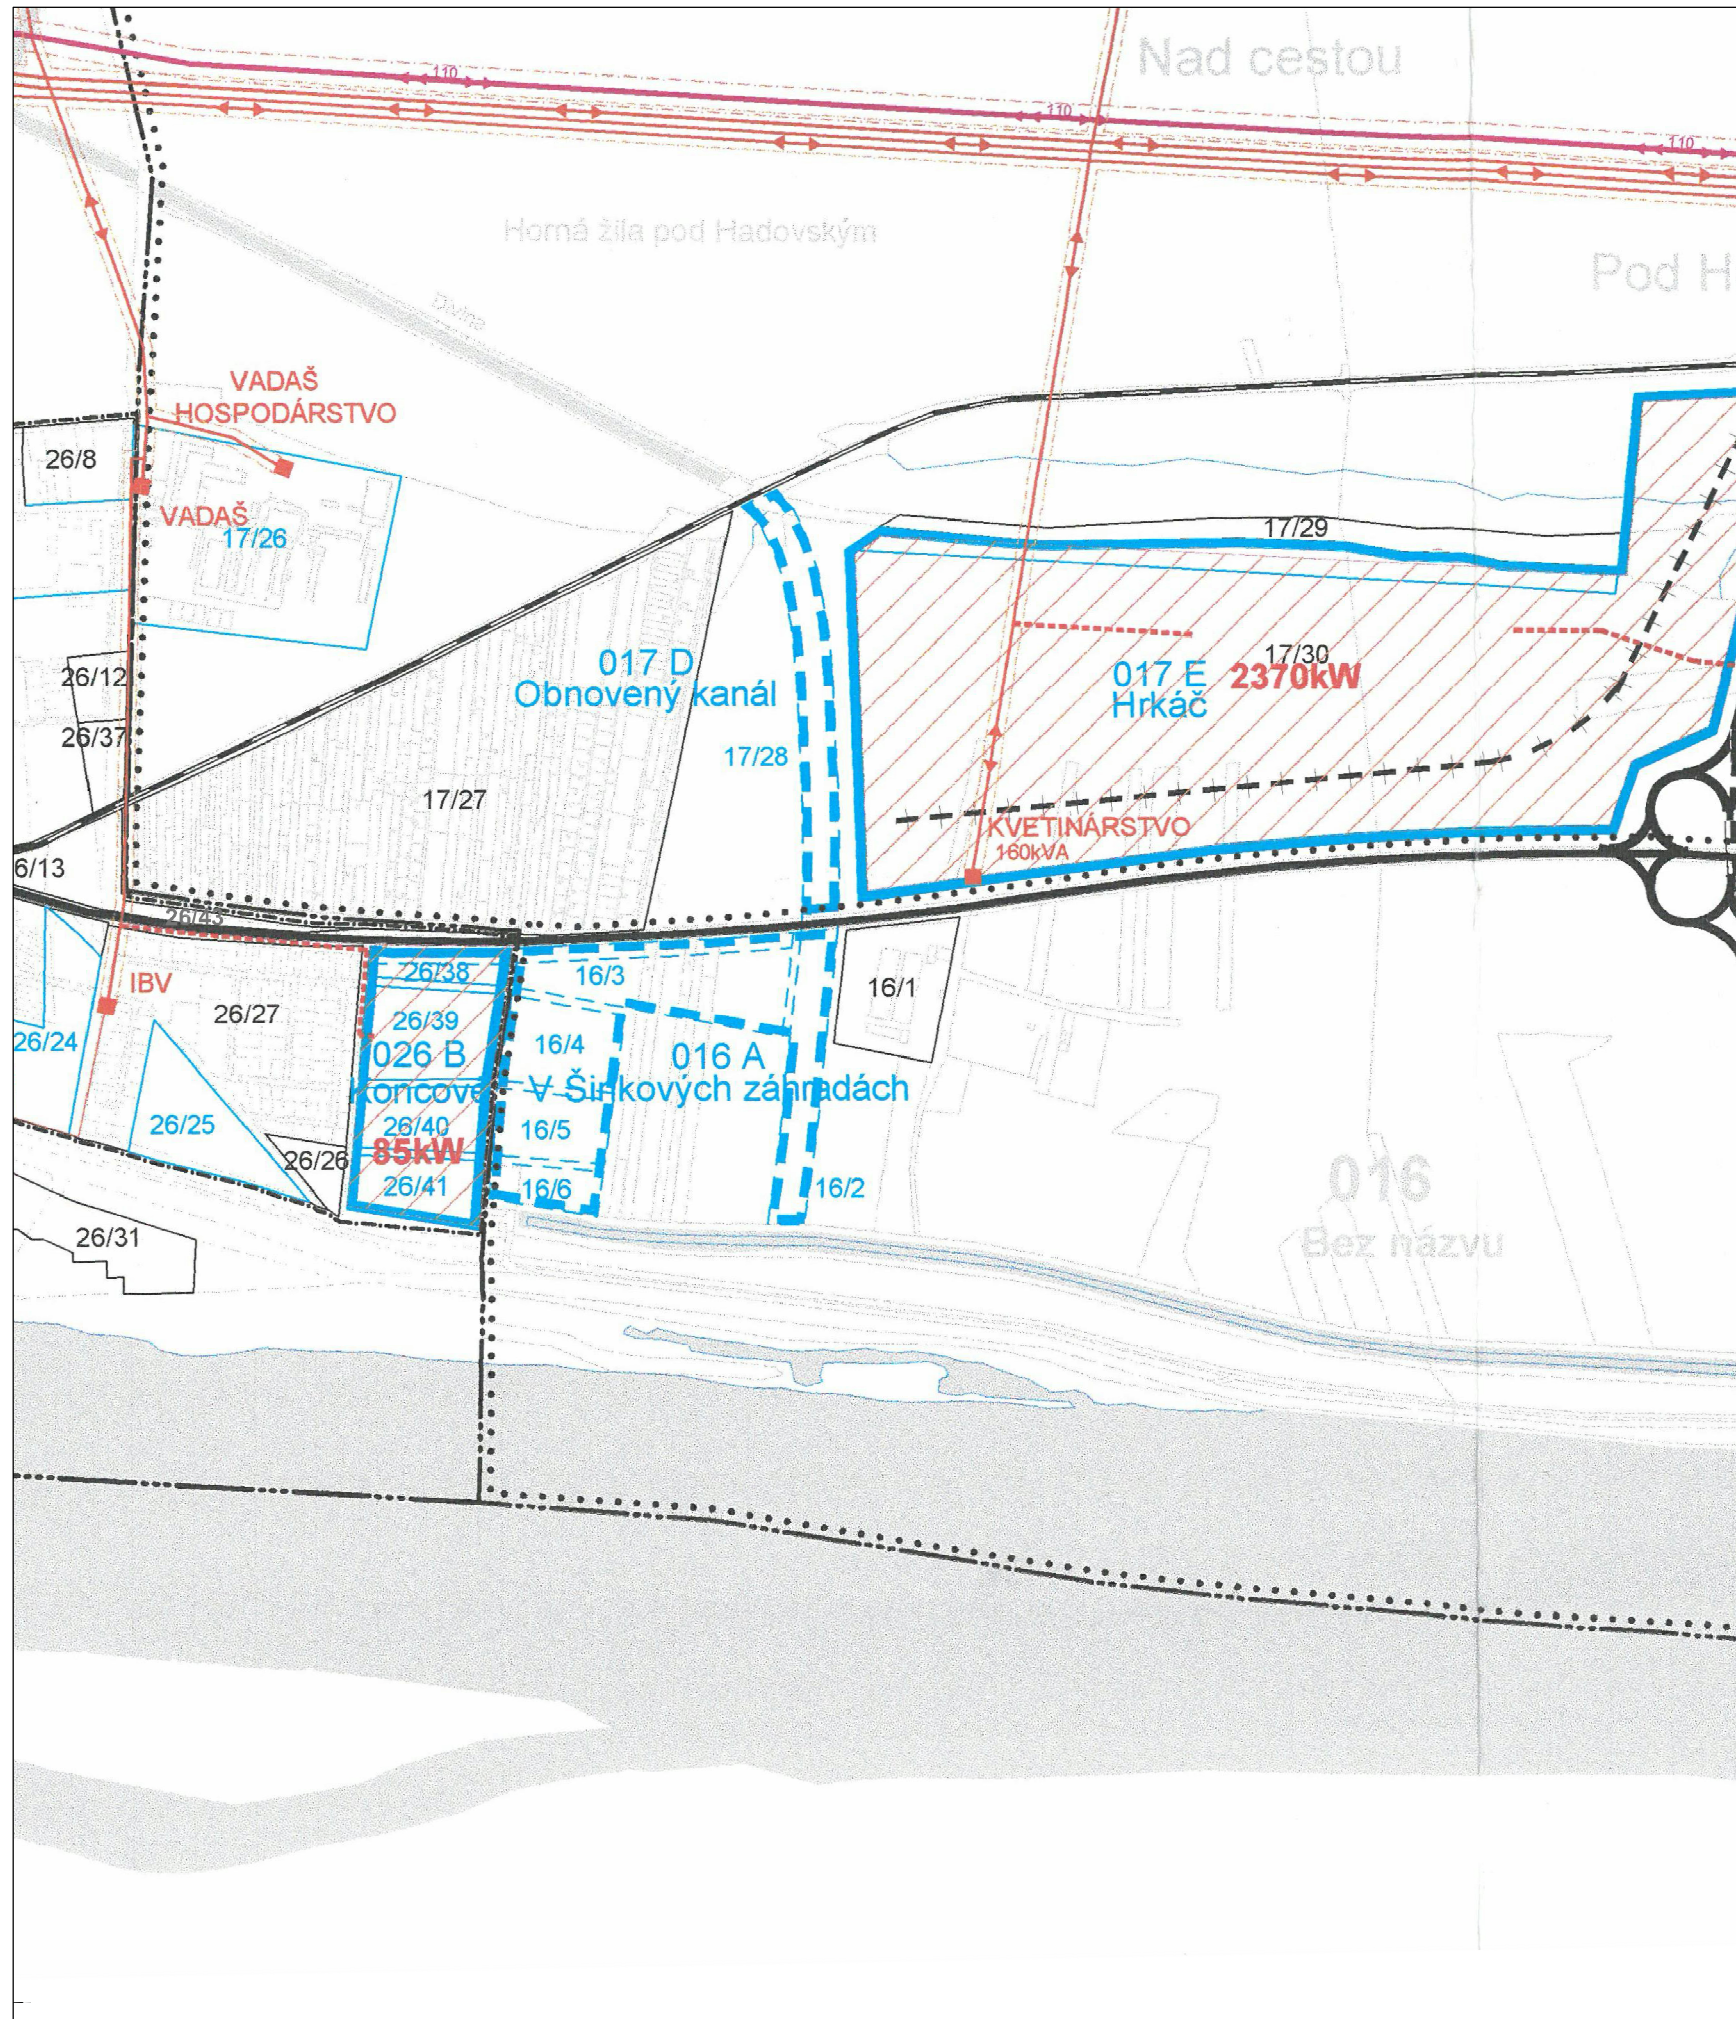 Nad cestou
110
110
110
Horná žila pod Hadovským
Pod H
VADAŠ
HOSPODÁRSTVO
26/8
VADAŠ
17/26
17/29
26/12
017 D
Obnovený kanál
17/30
017 E
2370kW
Hrkáč
26/37
17/28
17/27
KVETINÁRSTVO
160kVA
6/13
26/43
IBV
26/38
16/3
16/1
26/27
26/39
26/24
16/4
026 B
016 A
Koncové
V Šinkových záhradách
26/25
26/40
16/5
85kW
26/26
26/41
16/6
16/2
016
Bez názvu
26/31